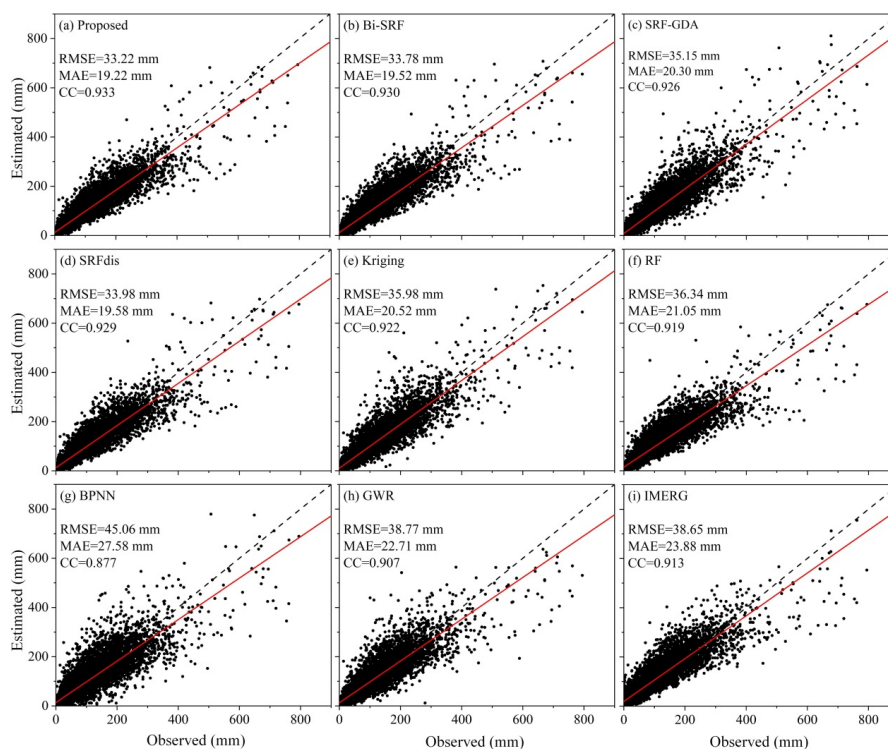 (a) Proposed
RMSE=33.22 mm
MAE=19.22 mm
CC=0.933
(b) Bi-SRF
RMSE=33.78 mm
MAE=19.52 mm
CC=0.930
(c) SRF-GDA
RMSE=35.15 mm
MAE=20.30 mm
CC=0.926
800
600
400
200
0
Estimated (mm)
(d) SRFdis
RMSE=33.98 mm
MAE=19.58 mm
CC=0.929
(e) Kriging
RMSE=35.98 mm
MAE=20.52 mm
CC=0.922
(f) RF
RMSE=36.34 mm
MAE=21.05 mm
CC=0.919
800
600
400
200
0
Estimated (mm)
(g) BPNN
RMSE=45.06 mm
MAE=27.58 mm
CC=0.877
(h) GWR
RMSE=38.77 mm
MAE=22.71 mm
CC=0.907
(i) IMERG
RMSE=38.65 mm
MAE=23.88 mm
CC=0.913
800
600
400
200
0
Estimated (mm)
0 200 400 600 800
0 200 400 600 800
0 200 400 600 800
Observed (mm)
Observed (mm)
Observed (mm)